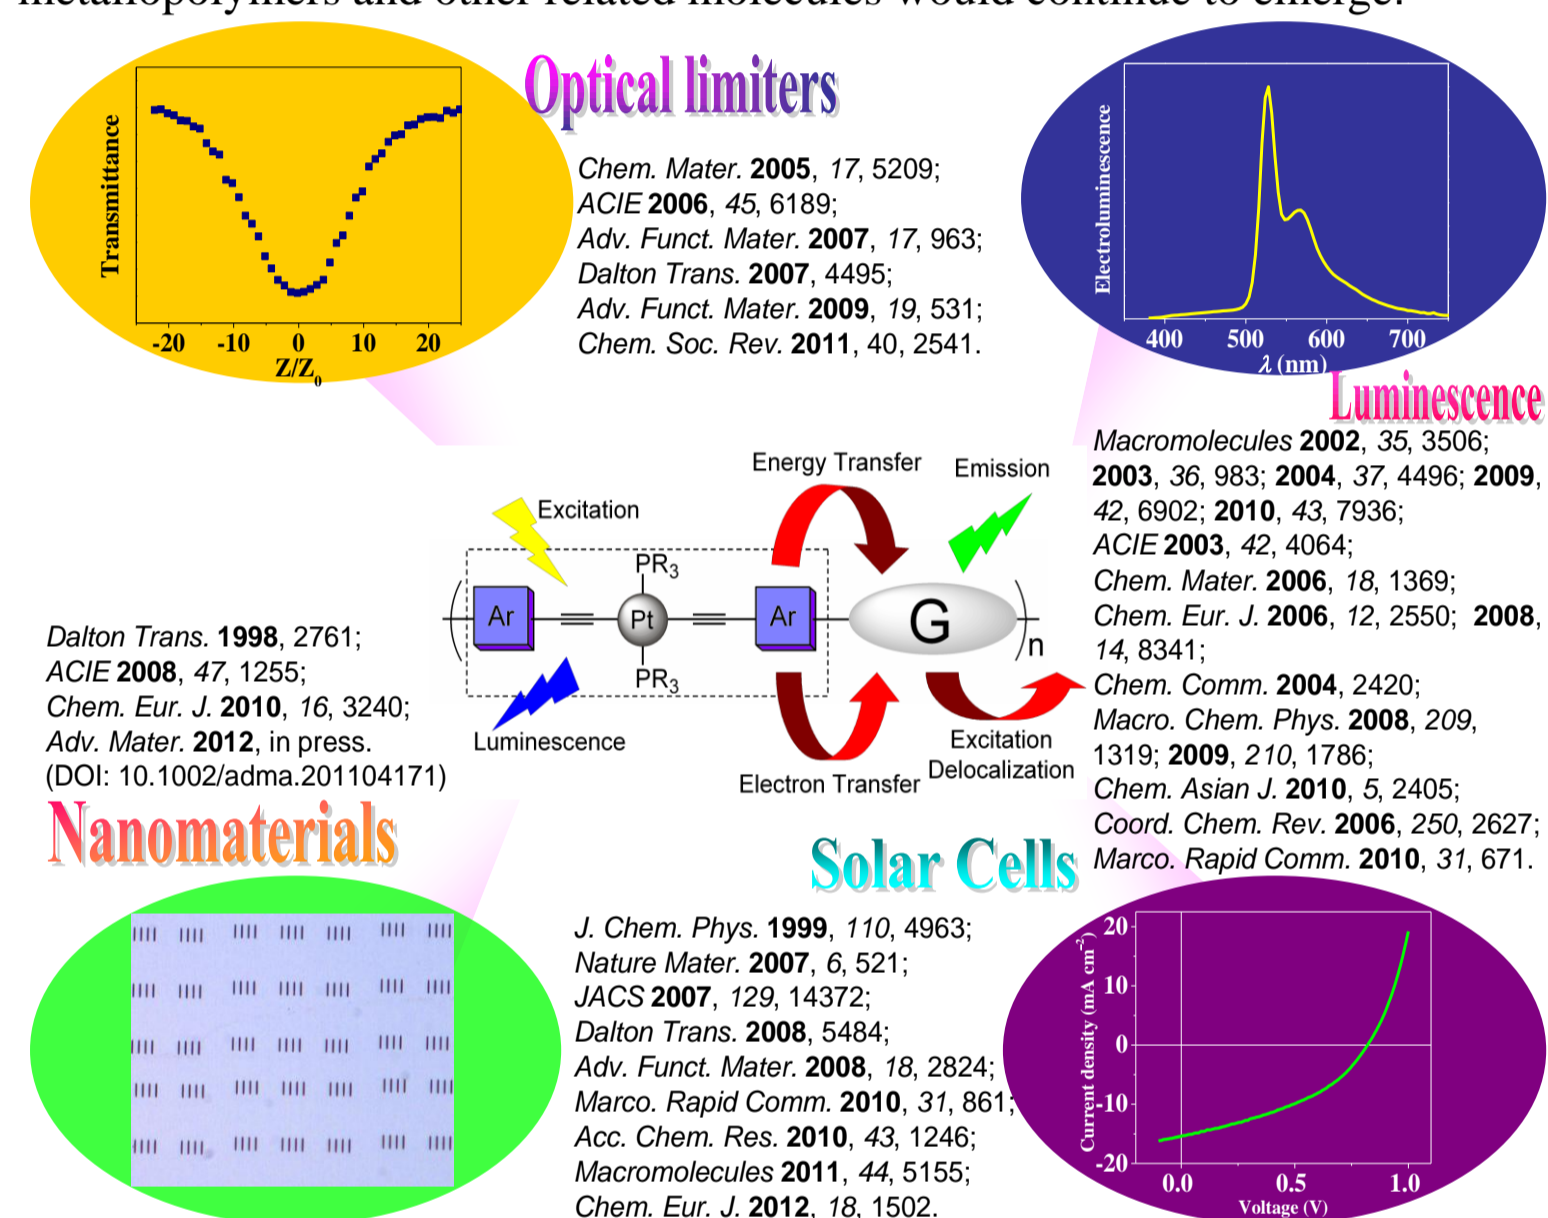 metallopolymers and other related molecules would continue to emerge.
Optical limiters
Transmittance
-20 -10 0 10 20
Z/Z0
Chem. Mater. 2005, 17, 5209;
ACIE 2006, 45, 6189;
Adv. Funct. Mater. 2007, 17, 963;
Dalton Trans. 2007, 4495;
Adv. Funct. Mater. 2009, 19, 531;
Chem. Soc. Rev. 2011, 40, 2541.
Electroluminescence
400 500 600 700
λ (nm)
Luminescence
Macromolecules 2002, 35, 3506;
2003, 36, 983; 2004, 37, 4496; 2009,
42, 6902; 2010, 43, 7936;
ACIE 2003, 42, 4064;
Chem. Mater. 2006, 18, 1369;
Chem. Eur. J. 2006, 12, 2550; 2008,
14, 8341;
Chem. Comm. 2004, 2420;
Macro. Chem. Phys. 2008, 209,
1319; 2009, 210, 1786;
Chem. Asian J. 2010, 5, 2405;
Coord. Chem. Rev. 2006, 250, 2627;
Marco. Rapid Comm. 2010, 31, 671.
Energy Transfer
Emission
Excitation
PR3
Ar
Pt
Ar
G
n
PR3
Luminescence
Electron Transfer
Excitation
Delocalization
Dalton Trans. 1998, 2761;
ACIE 2008, 47, 1255;
Chem. Eur. J. 2010, 16, 3240;
Adv. Mater. 2012, in press.
(DOI: 10.1002/adma.201104171)
Nanomaterials
Solar Cells
J. Chem. Phys. 1999, 110, 4963;
Nature Mater. 2007, 6, 521;
JACS 2007, 129, 14372;
Dalton Trans. 2008, 5484;
Adv. Funct. Mater. 2008, 18, 2824;
Marco. Rapid Comm. 2010, 31, 861;
Acc. Chem. Res. 2010, 43, 1246;
Macromolecules 2011, 44, 5155;
Chem. Eur. J. 2012, 18, 1502.
Current density (mA cm-2)
20
10
0
-10
-20
0.0 0.5 1.0
Voltage (V)